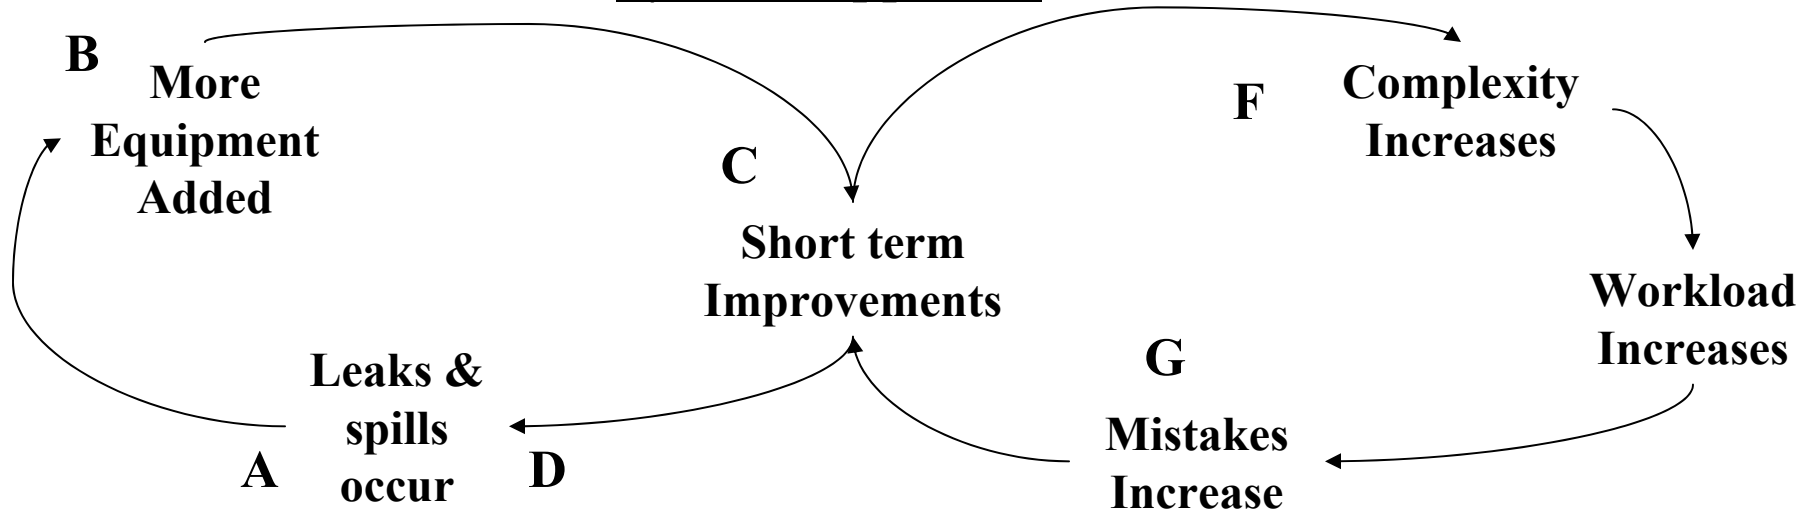 B
More
Equipment
Added
C
Short term
Improvements
F
Complexity
Increases
Workload
Increases
G
Mistakes
Increase
Leaks &
spills
occur
A
D